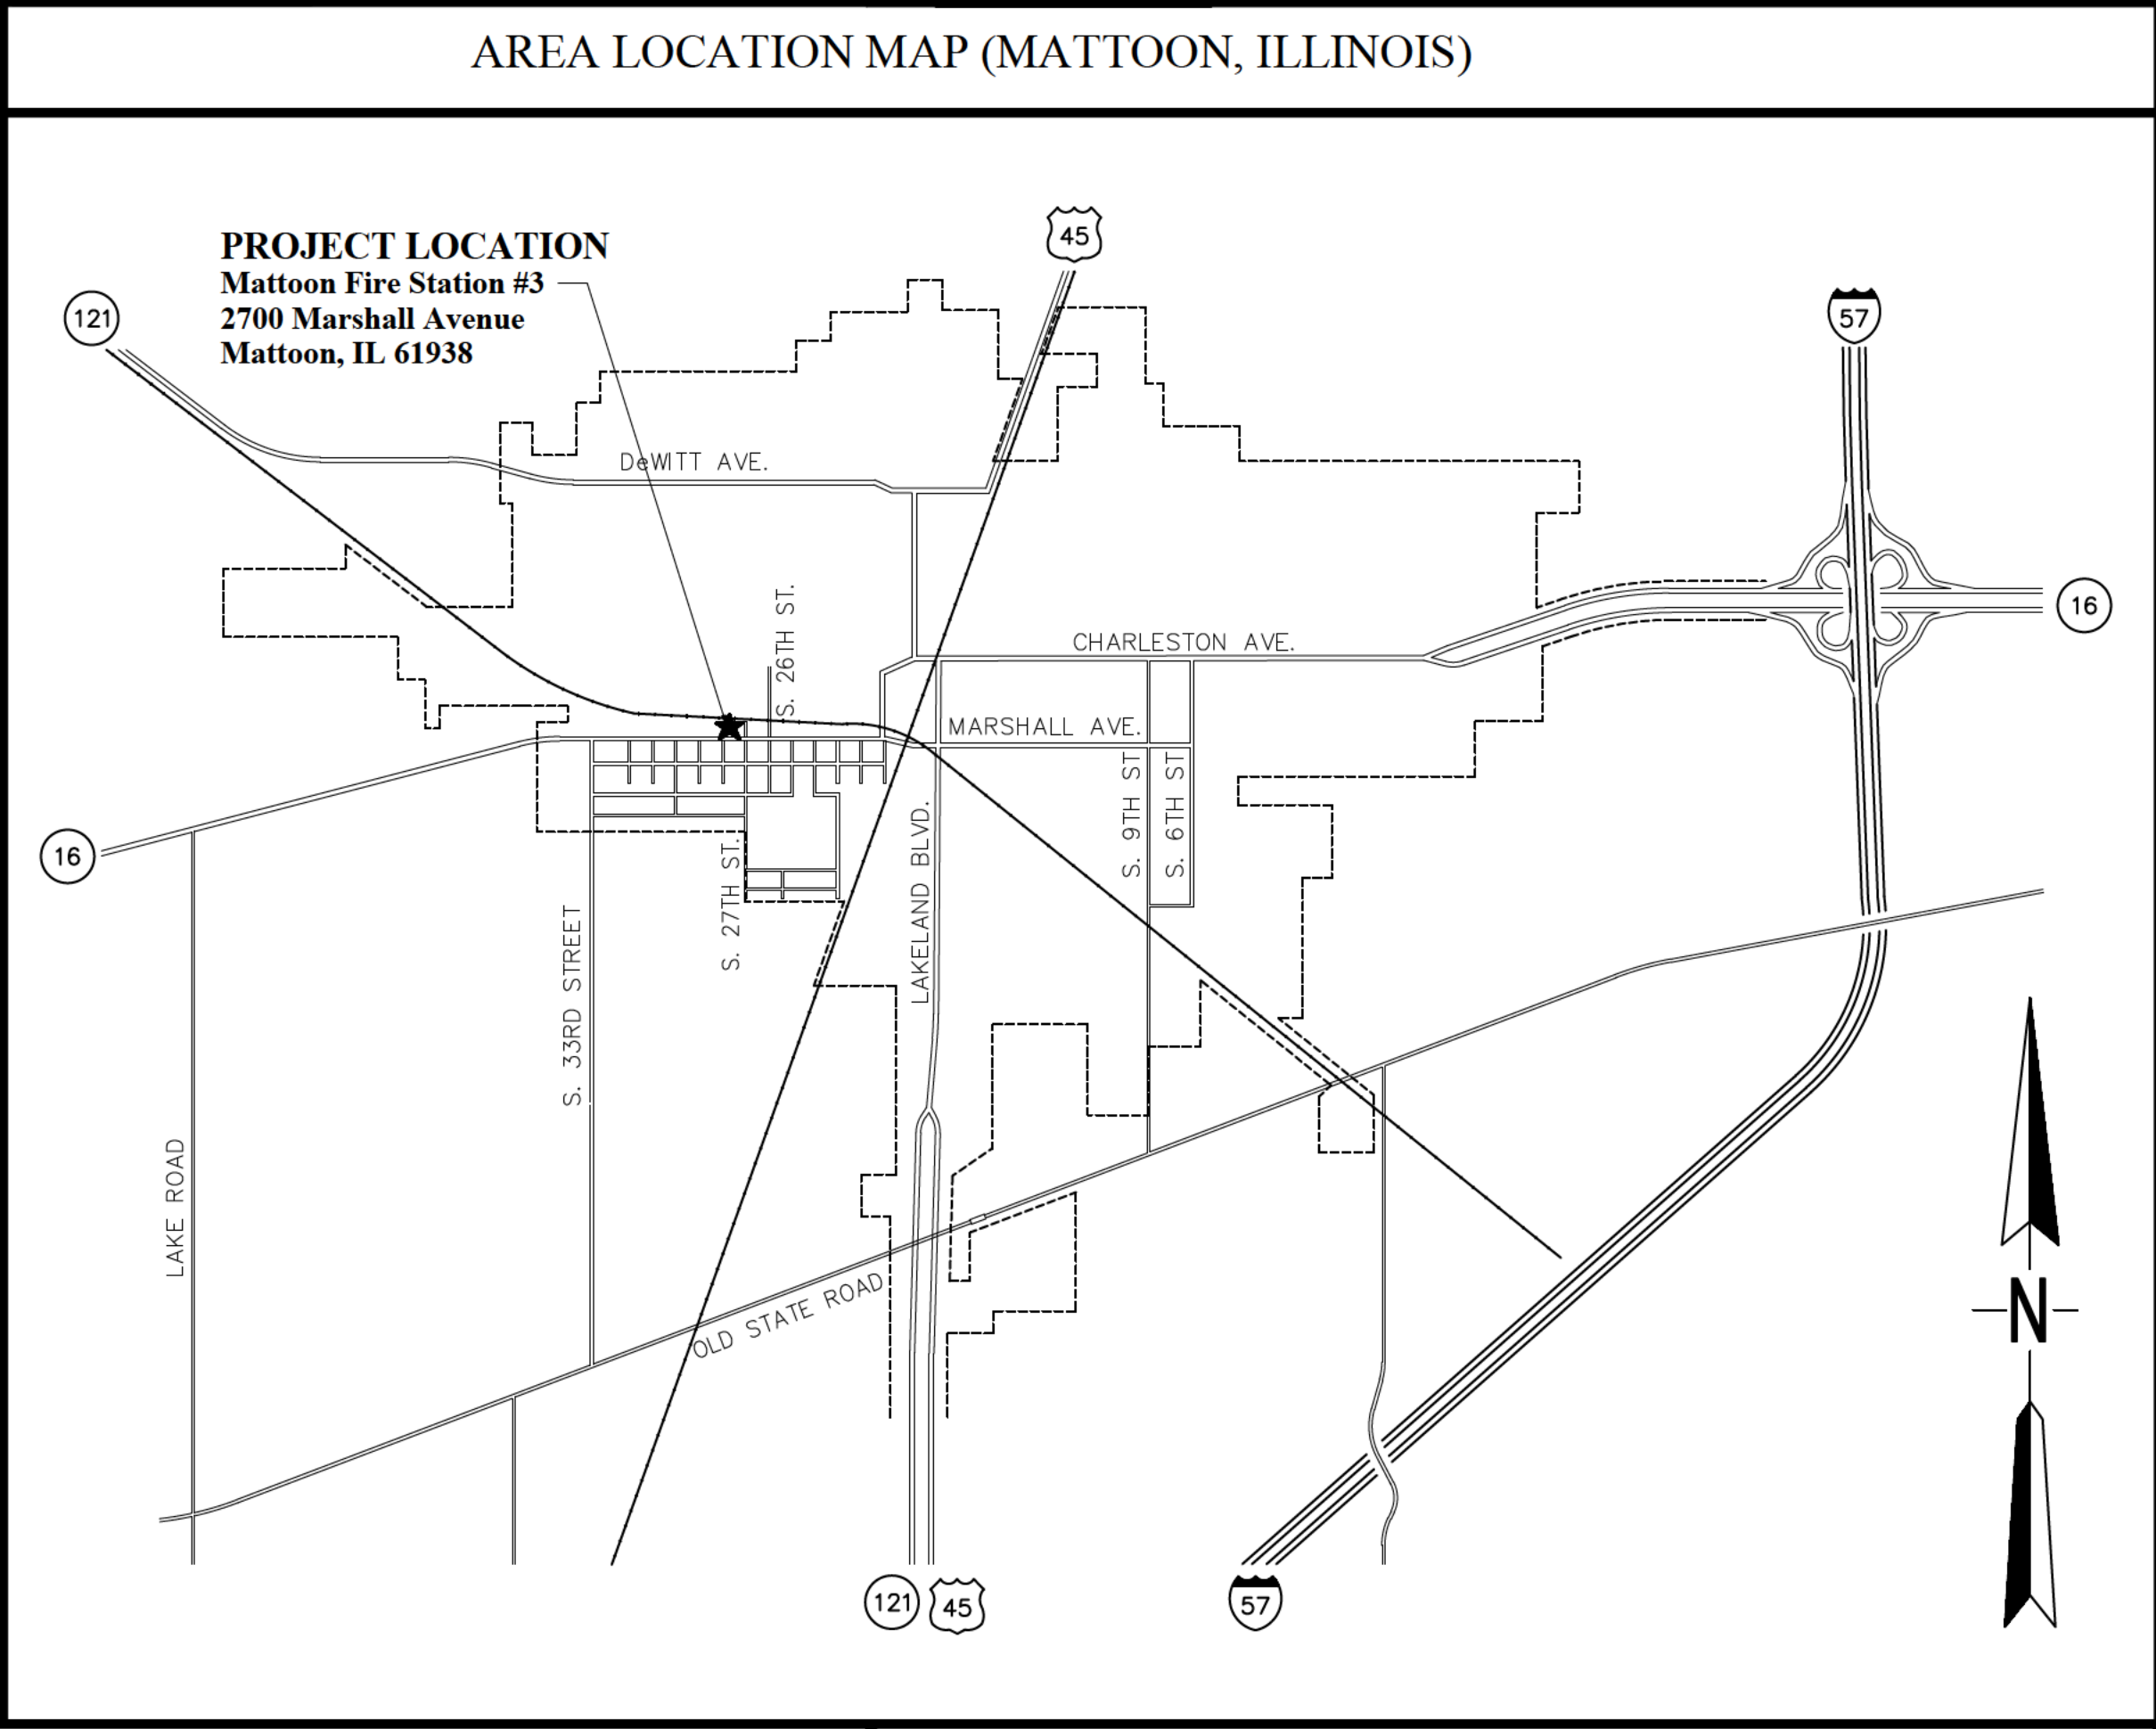 AREA LOCATION MAP (MATTOON, ILLINOIS)
PROJECT LOCATION
Mattoon Fire Station #3
2700 Marshall Avenue
Mattoon, IL 61938
45
121
57
DeWITT AVE.
S. 26TH ST.
CHARLESTON AVE.
16
MARSHALL AVE.
S. 9TH ST
S. 6TH ST
16
LAKELAND BLVD.
S. 27TH ST.
S. 33RD STREET
LAKE ROAD
OLD STATE ROAD
N
121
45
57